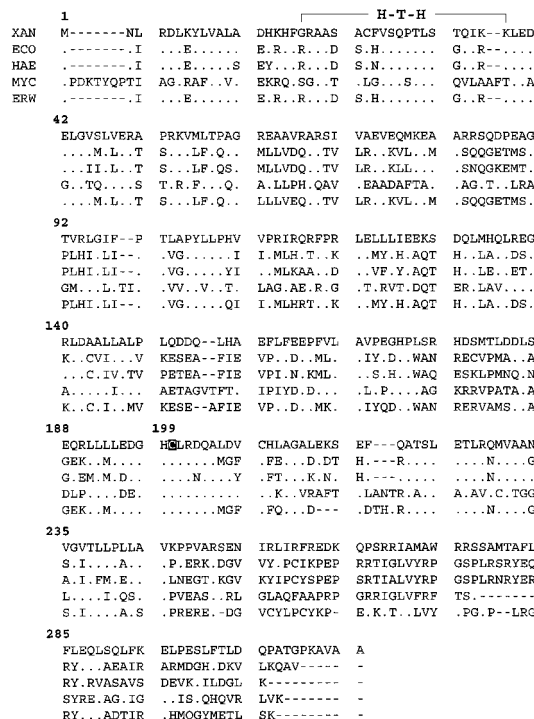 1 H-T-H
XAN M-------NL RDLKYLVALA DHKHFGRAAS ACFVSQPTLS TQIKK--KLED
ECO .-------.I ...E...... E.R..R...D S.H....... G..R--....
HAE .-------.I ...E.....S EY...R...D S.N....... G..R--....
MYC .PDKTYQPTI AG.RAF..V. EKRQ.SG..T .LG....S.. QVLAAFT..A
ERW .-------.I ...E...... E.R..R...D S.H....... G..R--....
42
ELGVSLVERA PRKVMLTPAG REAAVRARSI VAEVEQMKEA ARRSQDPEAG
....M.L..T S...LF.Q.. MLLVDQ..TV LR..KVL..M .SQQGETMS.
...II.L..T S...LF.QS. MLLVDQ..TV LR..KLL... .SNQGKEMT.
G..TQ....S T.R.F...Q. A.LLPH.QAV .EAADAFTA. .AG.T..LRA
....M.L..T S...LF.Q.. LLLVEQ..TV LR..KVL..M .SQQGETMS.
92
TVRLGIF--P TLAPYLLPHV VPRIRQRFPR LELLLIEEKS DQLMHQLREG
PLHI.LI--. .VG......I I.MLH.T..K ...MY.H.AQT H..LA..DS.
PLHI.LI--. .VG.....YI .MLKAA..D ....VF.Y.AQT H..LE..ET.
GM...L.TI. ..VV..V..T LAG.AE.R.G ..T.RVT.DQT ER.LAV....
PLHI.LI--. .VG.....QI I.MLHRT..K ...MY.H.AQT H..LA..DS.
140
RLDAALLALP LQDDQ--LHA EFLFEEPFVL AVPEGHPLSR HDSMTLDDLS
K..CVI...V KESEA--FIE VP..D..ML. .IY.D..WAN RECVPMA..A
...C.IV.TV PETEA--FIE VPI.N.KML. ..S.H..WAQ ESKLPMNQ.N
A.....I..A AETAGVTFT. IPIYD.D... .L.P....AG KRRVPATA.A
K..C.I..MV KESE-AFIE VP..D..MK. .IYQD..WAN RERVAMS..A
188 199
EQRLLLLEDG HCLRDQALDV CHLAGALEKS EF--QATSLE TLRQMVAAN
GEK..M.... .......MGF .FE...D.DT H.---R.... .....N...G
G.EM.M.D.. .....N...Y .FT...K.N. H.---..... .....N...G
DLP....DE. .......... ...K..VRAFT .LANTR.A.. A.AV.C.TGG
GEK..M.... .......MGF .FQ...D--- .DTH.R.... .....N...G
235
VGVTLLPLLA VKPPVARSEN IRLIRFREDK QPSRRIAMAW RRSSAMTAFL
S.I....... .P.ERK.DGV VY.PCIKPEP RRTIGLVYRP GSPLRSRYEQ
A.I.FM.E.. .LNEGT.KGV KYIPCYSPEP SRTIALVYRP GSPLRNRYER
L...I.QS.. PVEAS..RL. GLAQFAAPRP GRRIGLVFRF TS.-------
S.I....A.S .PRERE.DGV VCYLPCYKP- E.K.T..LVY .PG.P..LRG
285
FLEQLSQLFK ELPESLFTLD QPATGPKAVA A
RY...AEAIR ARMDGH.DKV LKQAV----- -
RY.RVASAVS DEVK.ILDGL K--------- -
SYRE.AG.IG ..IS.QHQVR LVK------- -
RY...ADTIR .HMOGYMETL SK-------- -